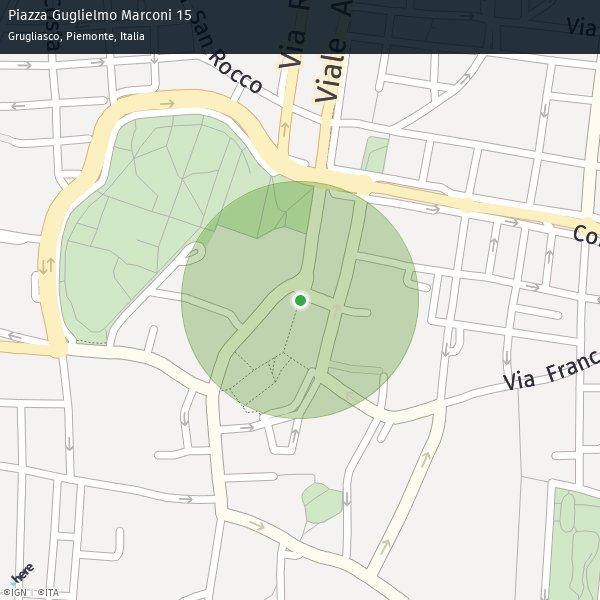 Piazza Guglielmo Marconi 15
Grugliasco, Piemonte, Italia
San Rocco
Via R
Viale A
Via
Co
Via Franc
here
©IGN | ©ITA